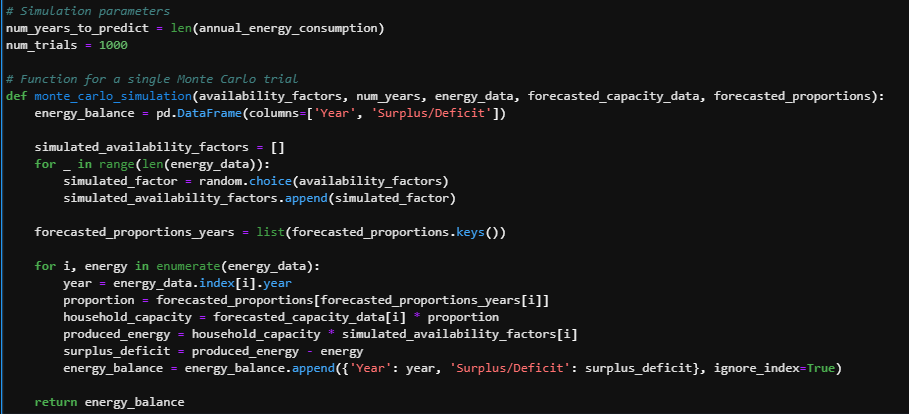 # Simulation parameters
num_years_to_predict = len(annual_energy_consumption)
num_trials = 1000

# Function for a single Monte Carlo trial
def monte_carlo_simulation(availability_factors, num_years, energy_data, forecasted_capacity_data, forecasted_proportions):
    energy_balance = pd.DataFrame(columns=['Year', 'Surplus/Deficit'])

    simulated_availability_factors = []
    for _ in range(len(energy_data)):
        simulated_factor = random.choice(availability_factors)
        simulated_availability_factors.append(simulated_factor)

    forecasted_proportions_years = list(forecasted_proportions.keys())

    for i, energy in enumerate(energy_data):
        year = energy_data.index[i].year
        proportion = forecasted_proportions[forecasted_proportions_years[i]]
        household_capacity = forecasted_capacity_data[i] * proportion
        produced_energy = household_capacity * simulated_availability_factors[i]
        surplus_deficit = produced_energy - energy
        energy_balance = energy_balance.append({'Year': year, 'Surplus/Deficit': surplus_deficit}, ignore_index=True)

    return energy_balance